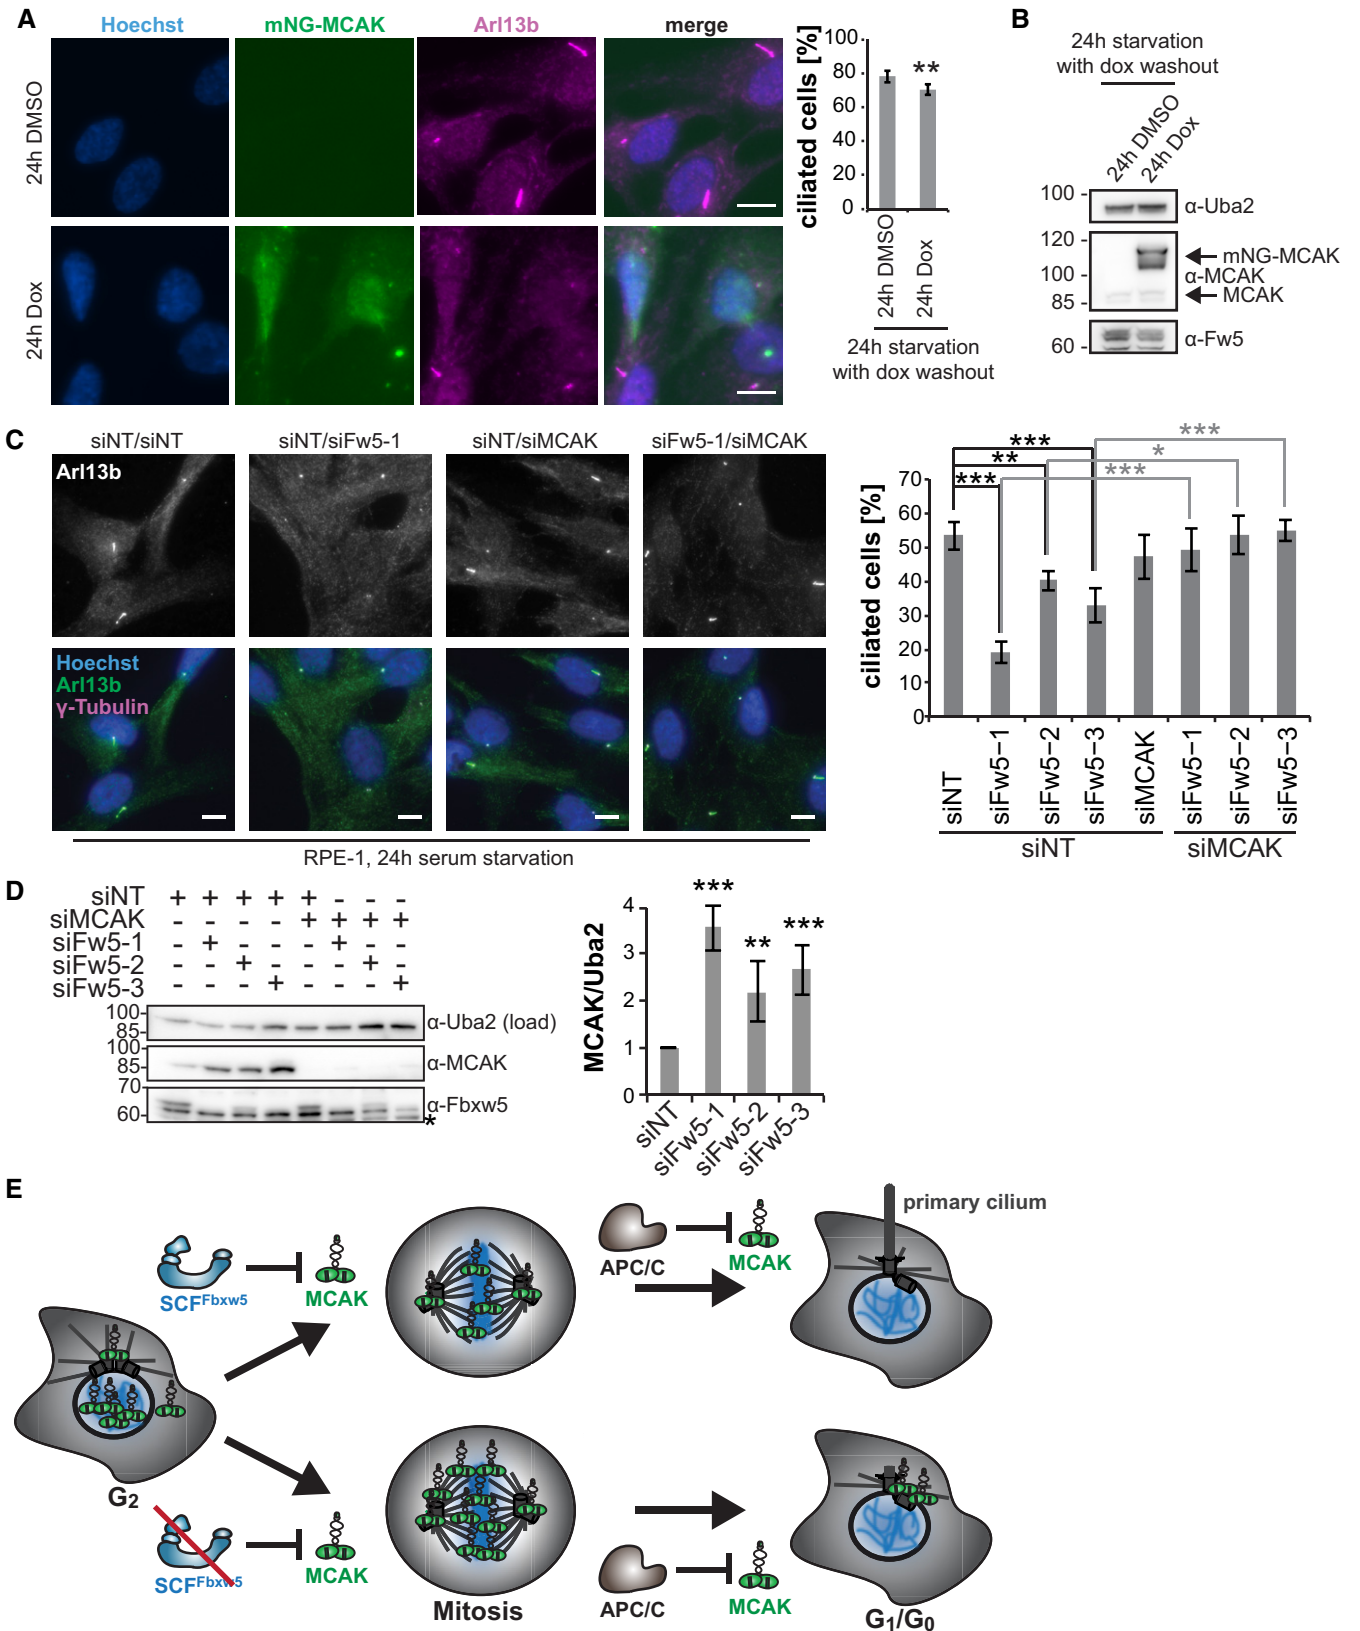 A
Hoechst
mNG-MCAK
Arl13b
merge
24h DMSO
24h Dox
ciliated cells [%]
100
80
60
40
20
0
**
24h DMSO
24h Dox
24h starvation
with dox washout
B
24h starvation
with dox washout
24h DMSO
24h Dox
100
α-Uba2
120
100
85
mNG-MCAK
α-MCAK
MCAK
60
α-Fw5
C
siNT/siNT
siNT/siFw5-1
siNT/siMCAK
siFw5-1/siMCAK
Arl13b
Hoechst
Arl13b
γ-Tubulin
RPE-1, 24h serum starvation
ciliated cells [%]
70
60
50
40
30
20
10
0
*** ***
** *
*** ***
siNT
siFw5-1
siFw5-2
siFw5-3
siMCAK
siFw5-1
siFw5-2
siFw5-3
siNT
siMCAK
D
siNT + + + + + - - -
siMCAK - - - - + + + +
siFw5-1 - + - - - + - -
siFw5-2 - - + - - - + -
siFw5-3 - - - + - - - +
100-
85-
α-Uba2 (load)
100-
85-
α-MCAK
70-
60-
α-Fbxw5
*
MCAK/Uba2
4
3
2
1
0
*** ** ***
siNT
siFw5-1
siFw5-2
siFw5-3
E
SCFFbxw5
MCAK
APC/C
MCAK
primary cilium
G2
SCFFbxw5
MCAK
Mitosis
APC/C
MCAK
G1/G0